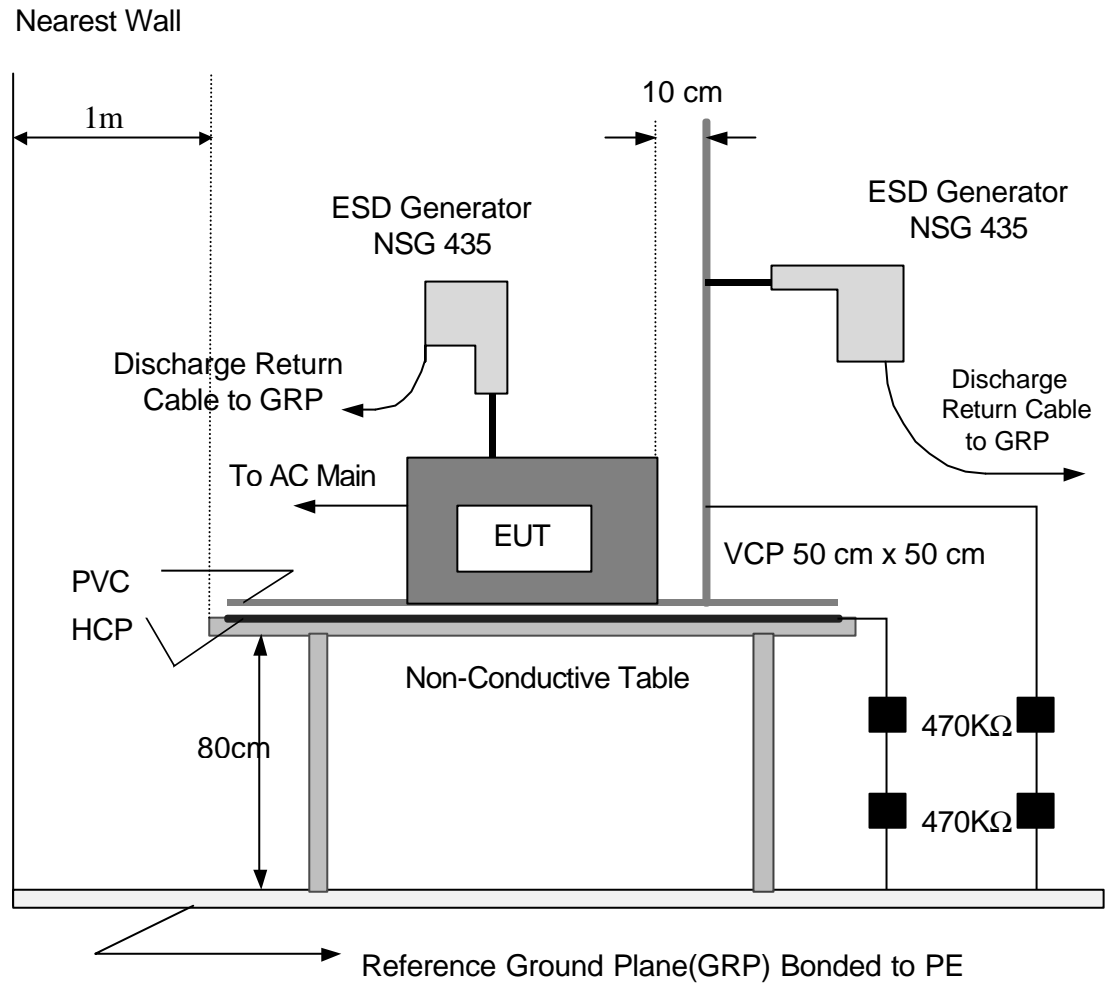 Nearest Wall
1m
10 cm
ESD Generator
NSG 435
ESD Generator
NSG 435
Discharge Return
Cable to GRP
Discharge
Return Cable
to GRP
To AC Main
EUT
VCP 50 cm x 50 cm
PVC
HCP
Non-Conductive Table
80cm
470KΩ
470KΩ
Reference Ground Plane(GRP) Bonded to PE